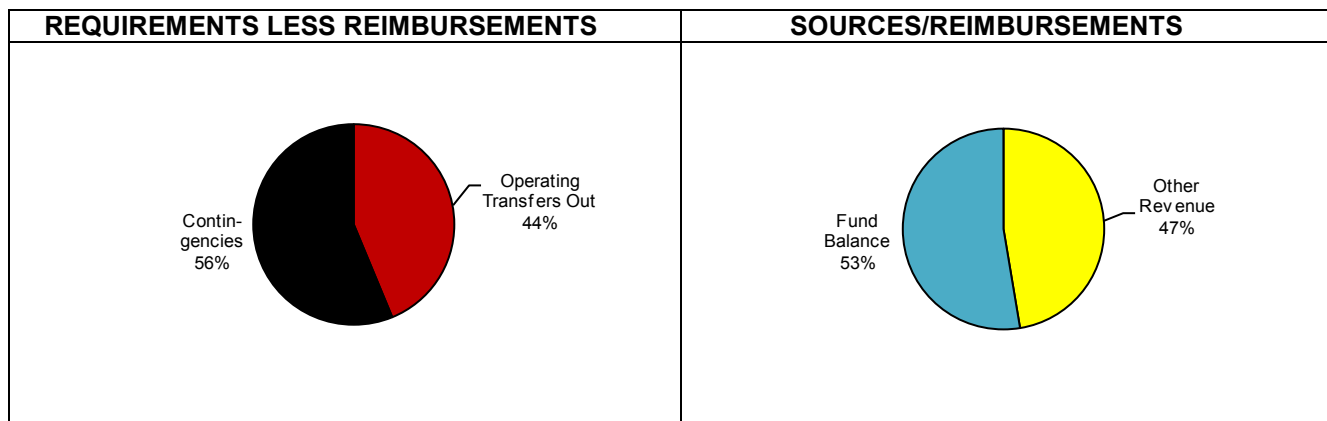 REQUIREMENTS LESS REIMBURSEMENTS
SOURCES/REIMBURSEMENTS
Contin-
gencies
56%
Operating
Transfers Out
44%
Fund
Balance
53%
Other
Revenue
47%